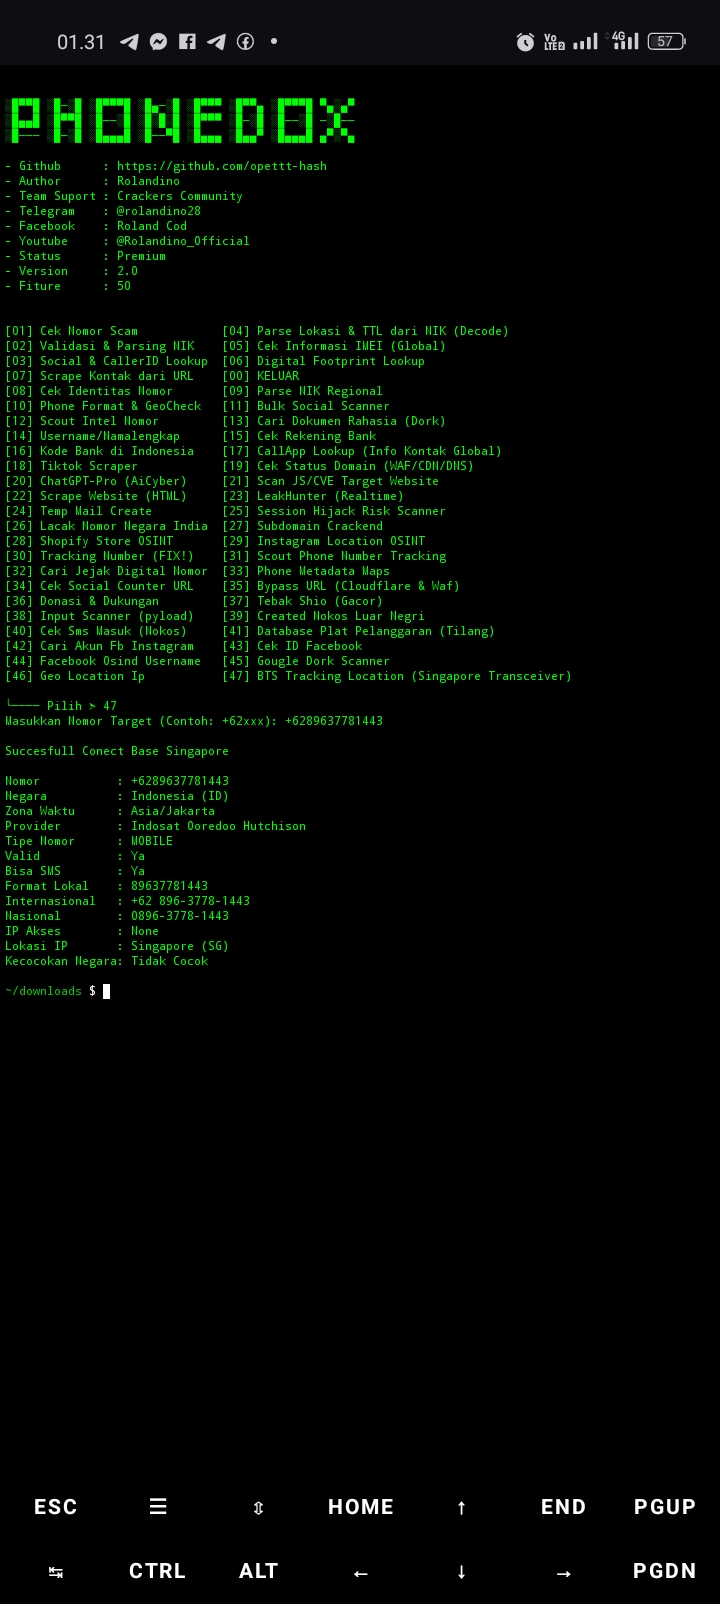 01.31 Vo LTE2 4G 57
PHONEDOX
- Github : https://github.com/opettt-hash
- Author : Rolandino
- Team Suport : Crackers Community
- Telegram : @rolandino28
- Facebook : Roland Cod
- Youtube : @Rolandino_Official
- Status : Premium
- Version : 2.0
- Fiture : 50
[01] Cek Nomor Scam [04] Parse Lokasi & TTL dari NIK (Decode)
[02] Validasi & Parsing NIK [05] Cek Informasi IMEI (Global)
[03] Social & CallerID Lookup [06] Digital Footprint Lookup
[07] Scrape Kontak dari URL [00] KELUAR
[08] Cek Identitas Nomor [09] Parse NIK Regional
[10] Phone Format & GeoCheck [11] Bulk Social Scanner
[12] Scout Intel Nomor [13] Cari Dokumen Rahasia (Dork)
[14] Username/Namalengkap [15] Cek Rekening Bank
[16] Kode Bank di Indonesia [17] CallApp Lookup (Info Kontak Global)
[18] Tiktok Scraper [19] Cek Status Domain (WAF/CDN/DNS)
[20] ChatGPT-Pro (AiCyber) [21] Scan JS/CVE Target Website
[22] Scrape Website (HTML) [23] LeakHunter (Realtime)
[24] Temp Mail Create [25] Session Hijack Risk Scanner
[26] Lacak Nomor Negara India [27] Subdomain Crackend
[28] Shopify Store OSINT [29] Instagram Location OSINT
[30] Tracking Number (FIX!) [31] Scout Phone Number Tracking
[32] Cari Jejak Digital Nomor [33] Phone Metadata Maps
[34] Cek Social Counter URL [35] Bypass URL (Cloudflare & Waf)
[36] Donasi & Dukungan [37] Tebak Shio (Gacor)
[38] Input Scanner (pyload) [39] Created Nokos Luar Negri
[40] Cek Sms Masuk (Nokos) [41] Database Plat Pelanggaran (Tilang)
[42] Cari Akun Fb Instagram [43] Cek ID Facebook
[44] Facebook Osind Username [45] Gougle Dork Scanner
[46] Geo Location Ip [47] BTS Tracking Location (Singapore Transceiver)
╰─── Pilih ➤ 47
Masukkan Nomor Target (Contoh: +62xxx): +6289637781443
Succesfull Conect Base Singapore
Nomor : +6289637781443
Negara : Indonesia (ID)
Zona Waktu : Asia/Jakarta
Provider : Indosat Ooredoo Hutchison
Tipe Nomor : MOBILE
Valid : Ya
Bisa SMS : Ya
Format Lokal : 89637781443
Internasional : +62 896-3778-1443
Nasional : 0896-3778-1443
IP Akses : None
Lokasi IP : Singapore (SG)
Kecocokan Negara: Tidak Cocok
~/downloads $
ESC ☰ ⇳ HOME ↑ END PGUP
↹ CTRL ALT ← ↓ → PGDN